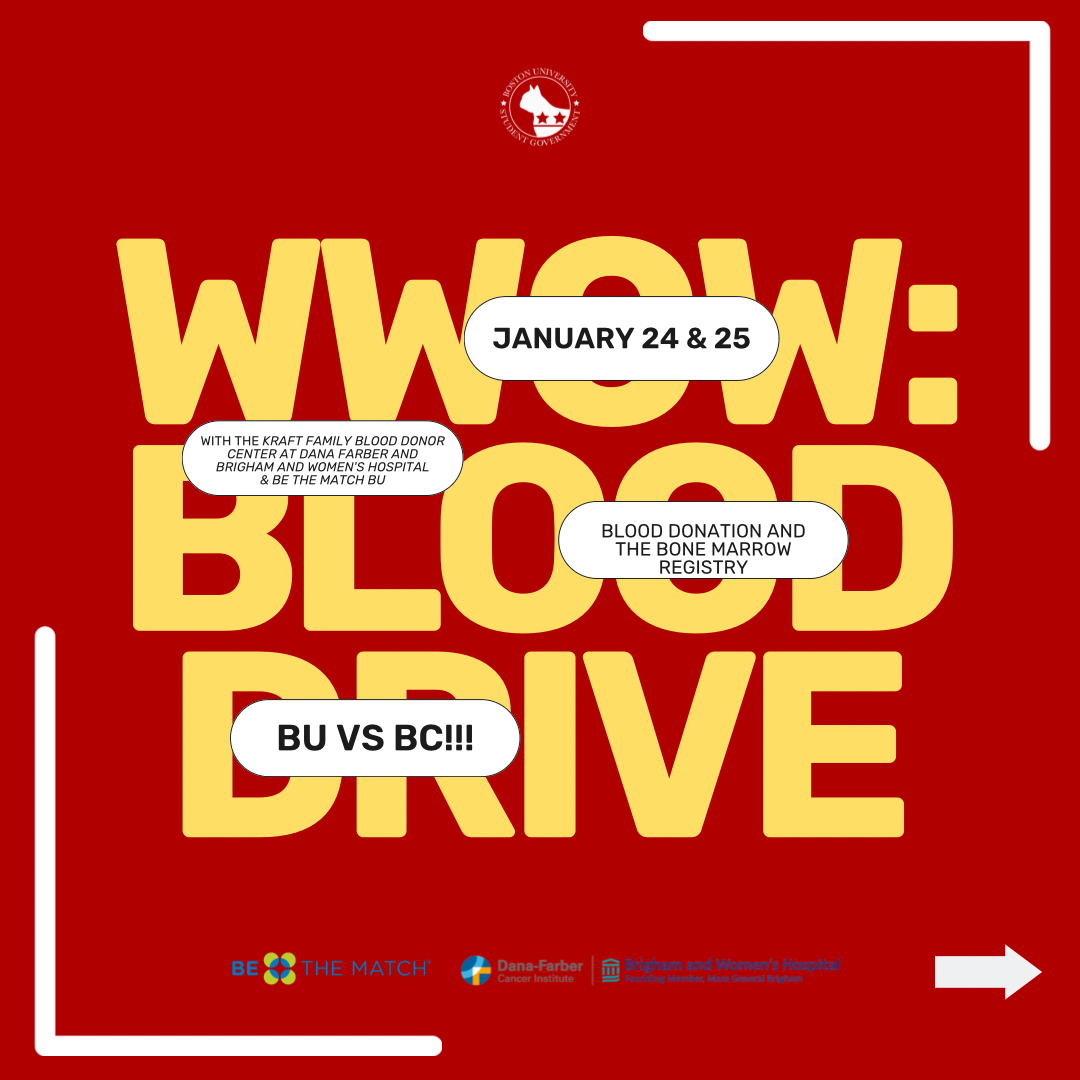 BOSTON UNIVERSITY
STUDENT GOVERNMENT
WWOW:
JANUARY 24 & 25
WITH THE KRAFT FAMILY BLOOD DONOR
CENTER AT DANA FARBER AND
BRIGHAM AND WOMEN'S HOSPITAL
& BE THE MATCH BU
BLOOD
BLOOD DONATION AND
THE BONE MARROW
REGISTRY
DRIVE
BU VS BC!!!
BE THE MATCH®
Dana-Farber
Cancer Institute
Brigham and Women's Hospital
Founding Member, Mass General Brigham